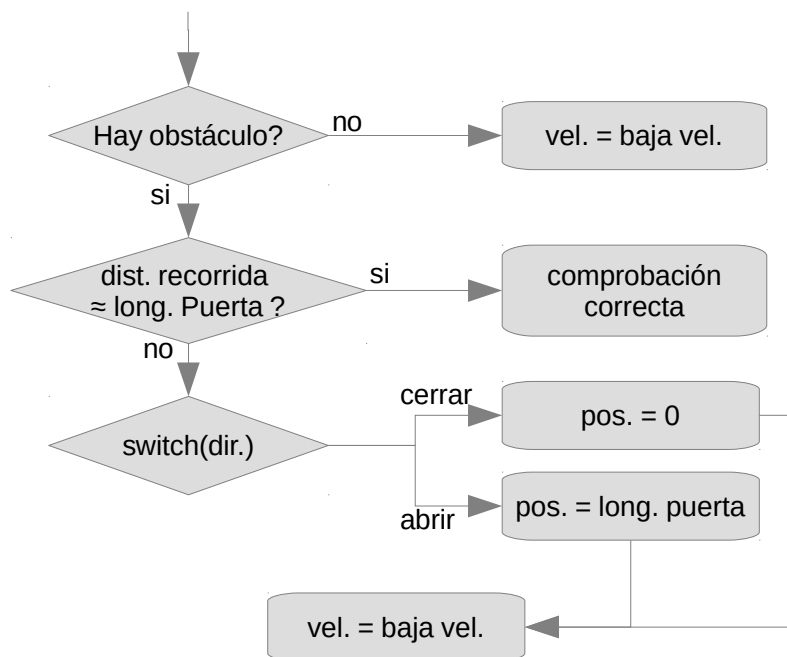 Hay obstáculo?
no
vel. = baja vel.
si
dist. recorrida
≈ long. Puerta ?
si
comprobación
correcta
no
switch(dir.)
cerrar
pos. = 0
abrir
pos. = long. puerta
vel. = baja vel.